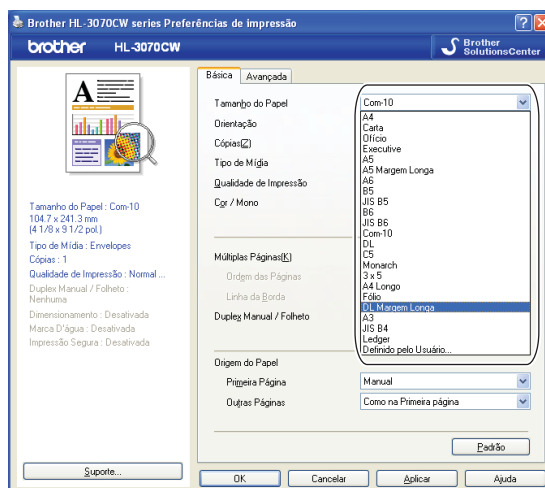 Brother HL-3070CW series Preferências de impressão
brother HL-3070CW
Brother
SolutionsCenter
A
Tamanho do Papel : Com-10
104.7 x 241.3 mm
(4 1/8 x 9 1/2 pol.)
Tipo de Mídia : Envelopes
Cópias : 1
Qualidade de Impressão : Normal ...
Duplex Manual / Folheto :
Nenhuma
Dimensionamento : Desativada
Marca D'água : Desativada
Impressão Segura : Desativada
Suporte...
Básica
Avançada
Tamanho do Papel
Com-10
A4
Carta
Ofício
Executive
A5
A5 Margem Longa
A6
B5
JIS B5
B6
JIS B6
Com-10
DL
C5
Monarch
3 x 5
A4 Longo
Fólio
DL Margem Longa
A3
JIS B4
Ledger
Definido pelo Usuário...
Orientação
Cópias(Z)
Tipo de Mídia
Qualidade de Impressão
Cor / Mono
Múltiplas Páginas(K)
Ordem das Páginas
Linha da Borda
Duplex Manual / Folheto
Origem do Papel
Primeira Página
Manual
Outras Páginas
Como na Primeira página
Padrão
OK
Cancelar
Aplicar
Ajuda